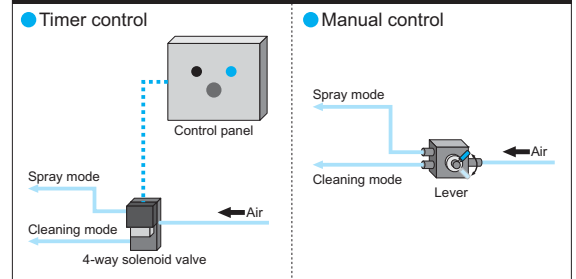 Timer control
Control panel
Spray mode
Air
Cleaning mode
4-way solenoid valve
Manual control
Spray mode
Air
Cleaning mode
Lever